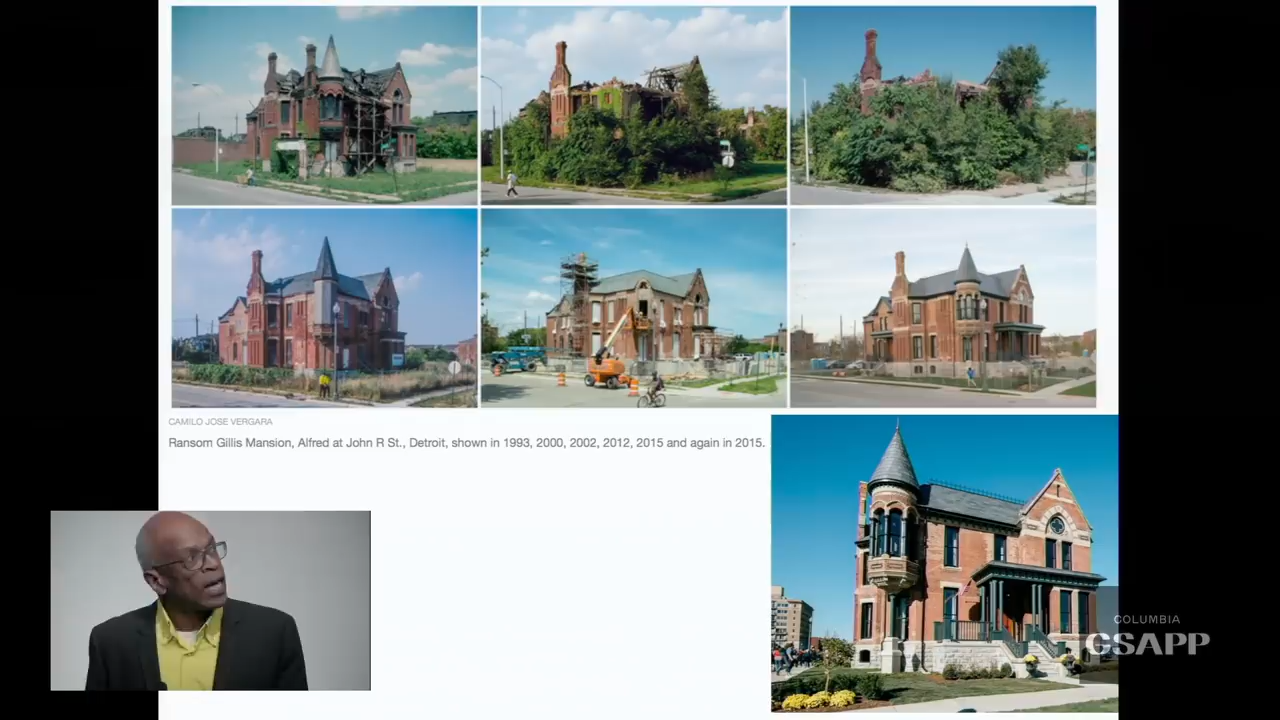 CAMILO JOSE VERGARA
Ransom Gillis Mansion, Alfred at John R St., Detroit, shown in 1993, 2000, 2002, 2012, 2015 and again in 2015.
COLUMBIA
GSAPP